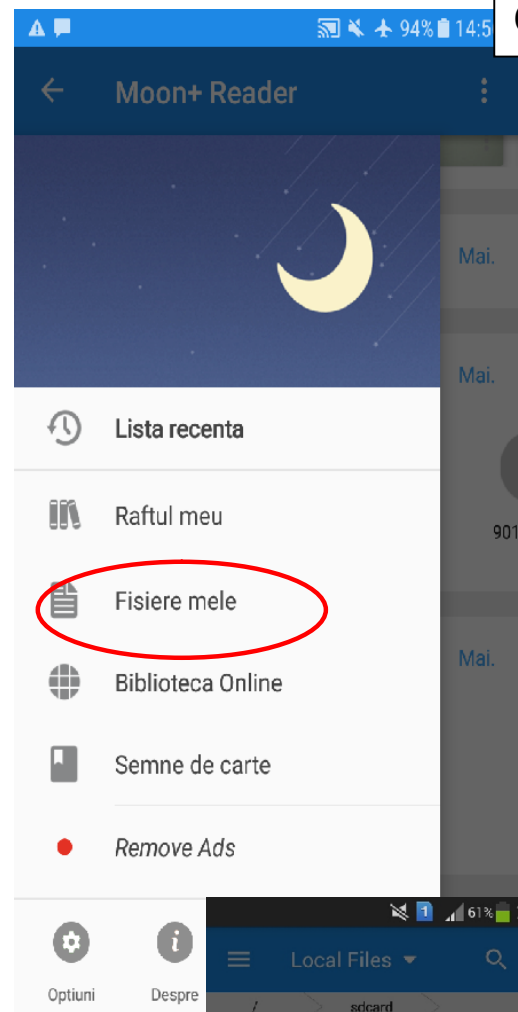 94% 14:5
Moon+ Reader
Mai.
Mai.
Lista recenta
Raftul meu
901
Fisiere mele
Mai.
Biblioteca Online
Semne de carte
Remove Ads
1 61%
Optiuni Despre
Local Files
/ sdcard